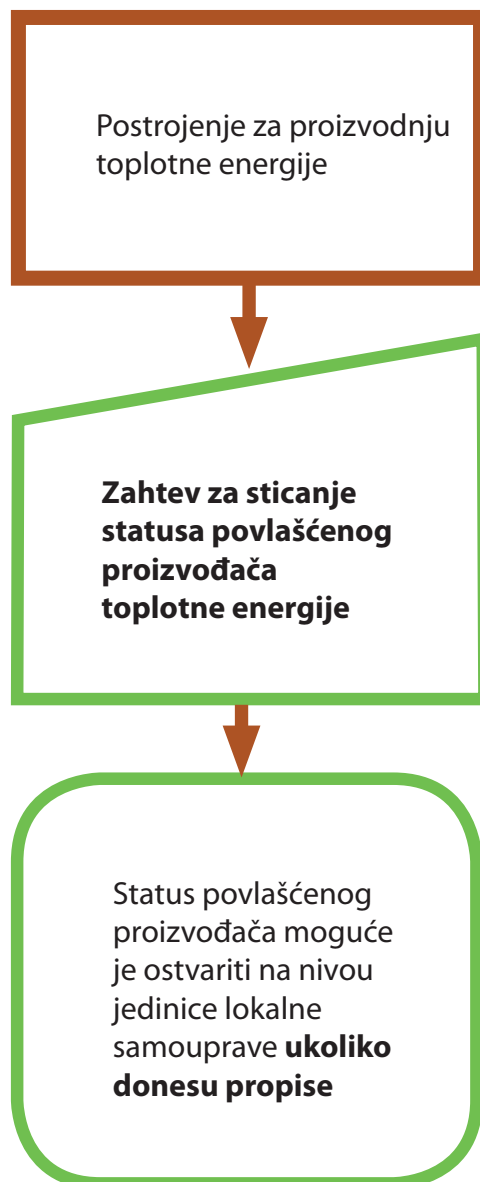 Postrojenje za proizvodnju
toplotne energije
Zahtev za sticanje
statusa povlašćenog
proizvođača
toplotne energije
Status povlašćenog
proizvođača moguće
je ostvariti na nivou
jedinice lokalne
samouprave ukoliko
donesu propise